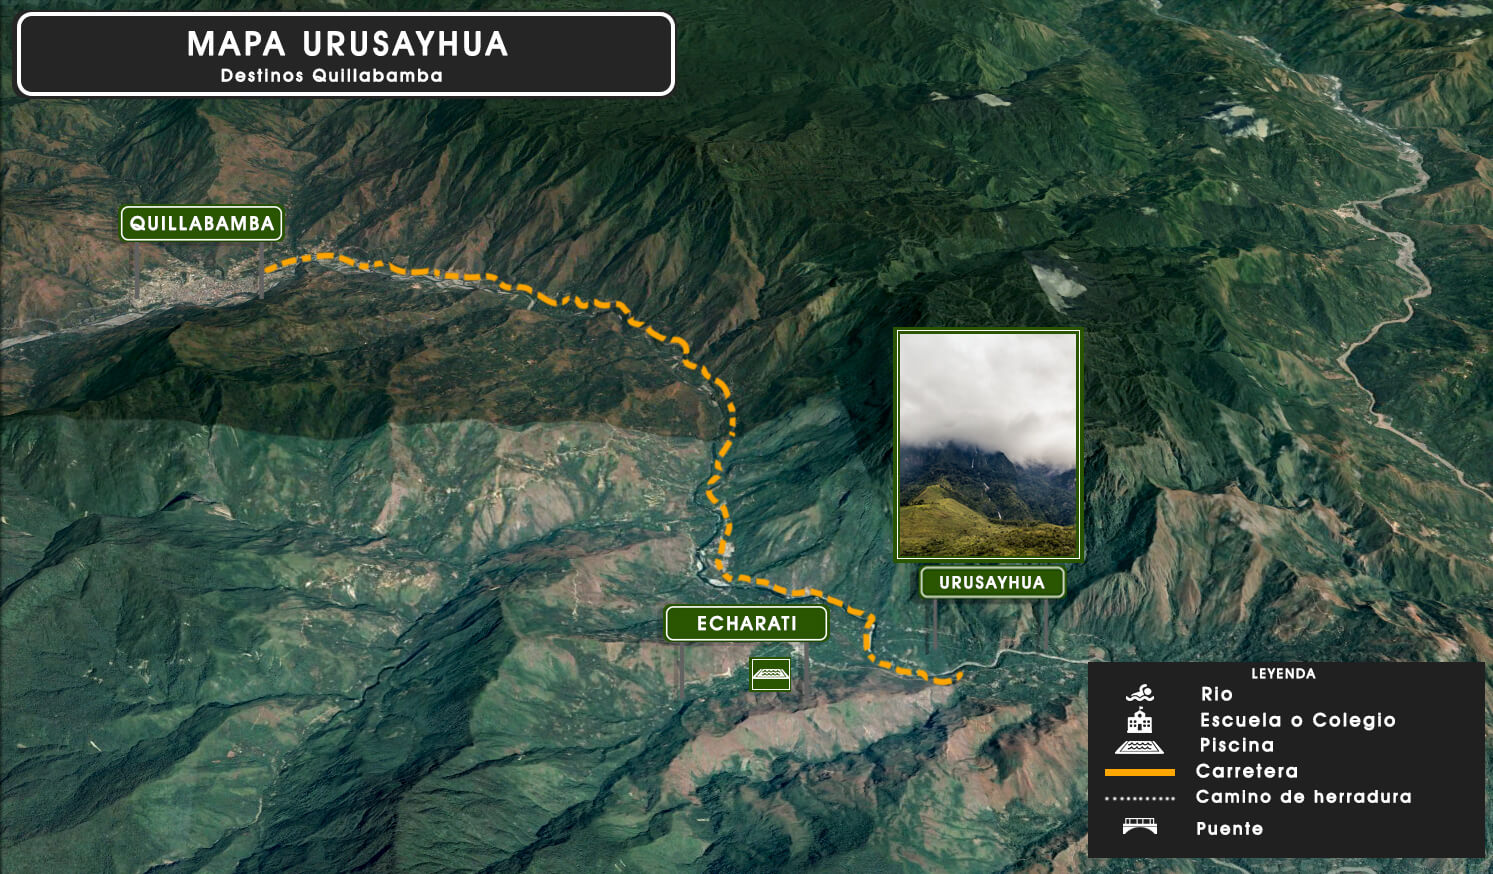 MAPA URUSAYHUA
Destinos Quillabamba
QUILLABAMBA
URUSAYHUA
ECHARATI
LEYENDA
Rio
Escuela o Colegio
Piscina
Carretera
Camino de herradura
Puente